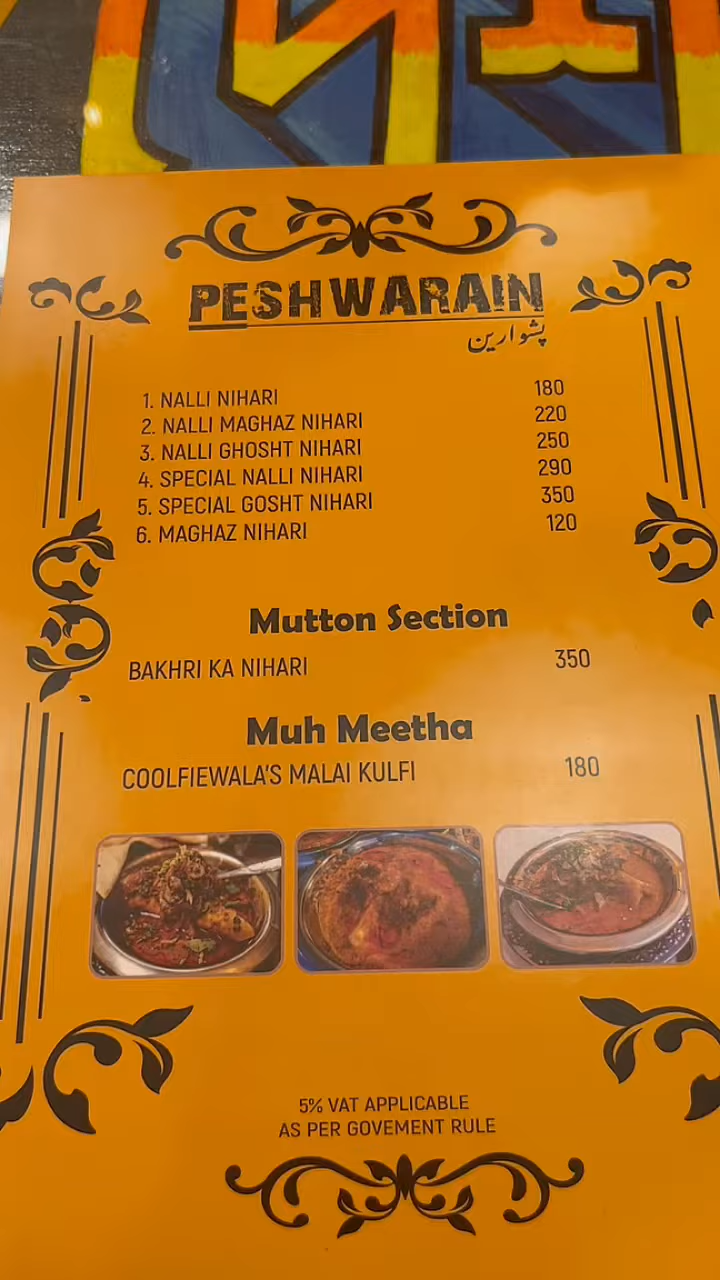 PESHWARAIN
پشوارین
1. NALLI NIHARI 180
2. NALLI MAGHAZ NIHARI 220
3. NALLI GHOSHT NIHARI 250
4. SPECIAL NALLI NIHARI 290
5. SPECIAL GOSHT NIHARI 350
6. MAGHAZ NIHARI 120
Mutton Section
BAKHRI KA NIHARI 350
Muh Meetha
COOLFIEWALA'S MALAI KULFI 180
5% VAT APPLICABLE
AS PER GOVEMENT RULE